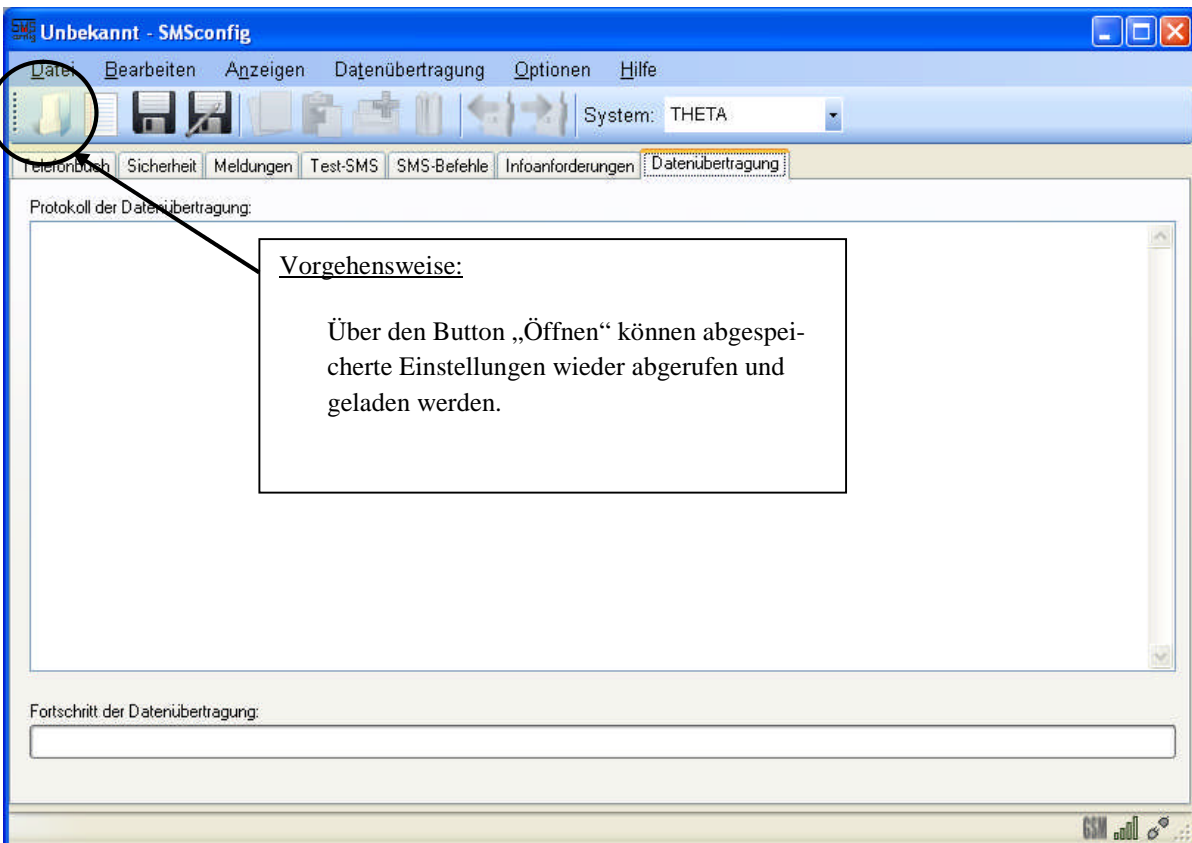 Unbekannt - SMSconfig
Datei Bearbeiten Anzeigen Datenübertragung Optionen Hilfe
System: THETA
Telefonbuch Sicherheit Meldungen Test-SMS SMS-Befehle Infoanforderungen Datenübertragung
Protokoll der Datenübertragung:
Vorgehensweise:
Über den Button „Öffnen“ können abgespei-
cherte Einstellungen wieder abgerufen und
geladen werden.
Fortschritt der Datenübertragung:
GSM